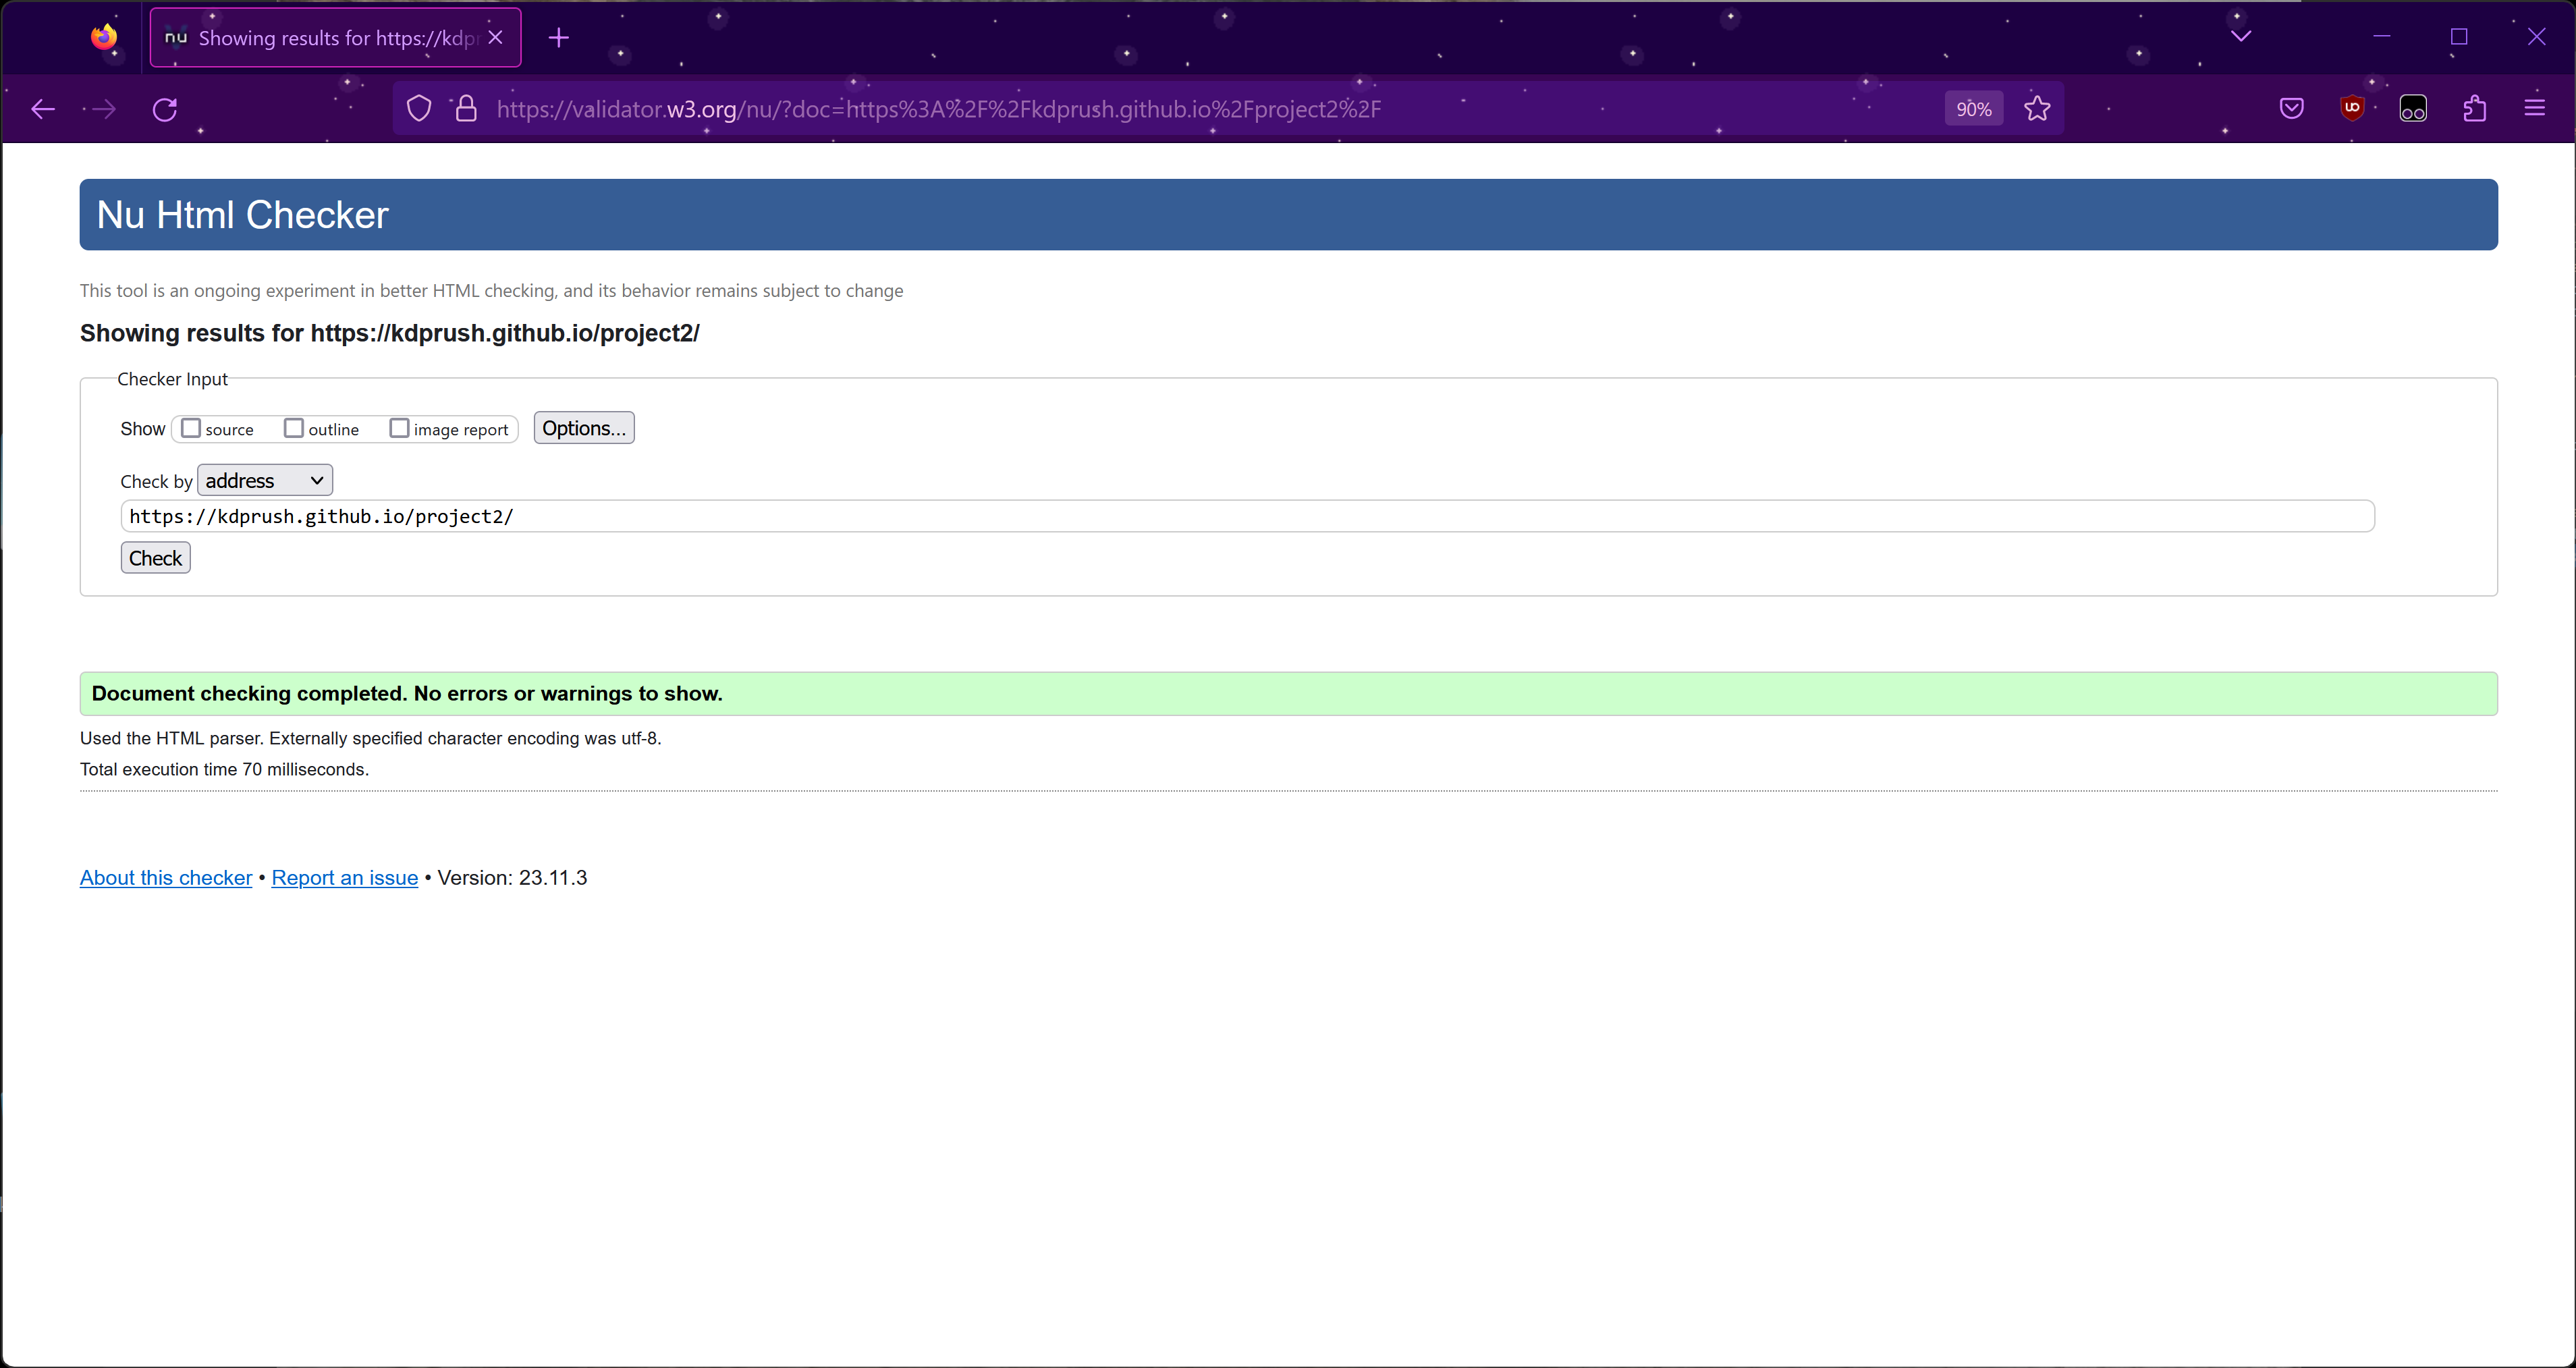 nu Showing results for https://kdp
https://validator.w3.org/nu/?doc=https%3A%2F%2Fkdprush.github.io%2Fproject2%2F 90%
Nu Html Checker
This tool is an ongoing experiment in better HTML checking, and its behavior remains subject to change
Showing results for https://kdprush.github.io/project2/
Checker Input
Show source outline image report Options...
Check by address
https://kdprush.github.io/project2/
Check
Document checking completed. No errors or warnings to show.
Used the HTML parser. Externally specified character encoding was utf-8.
Total execution time 70 milliseconds.
About this checker • Report an issue • Version: 23.11.3